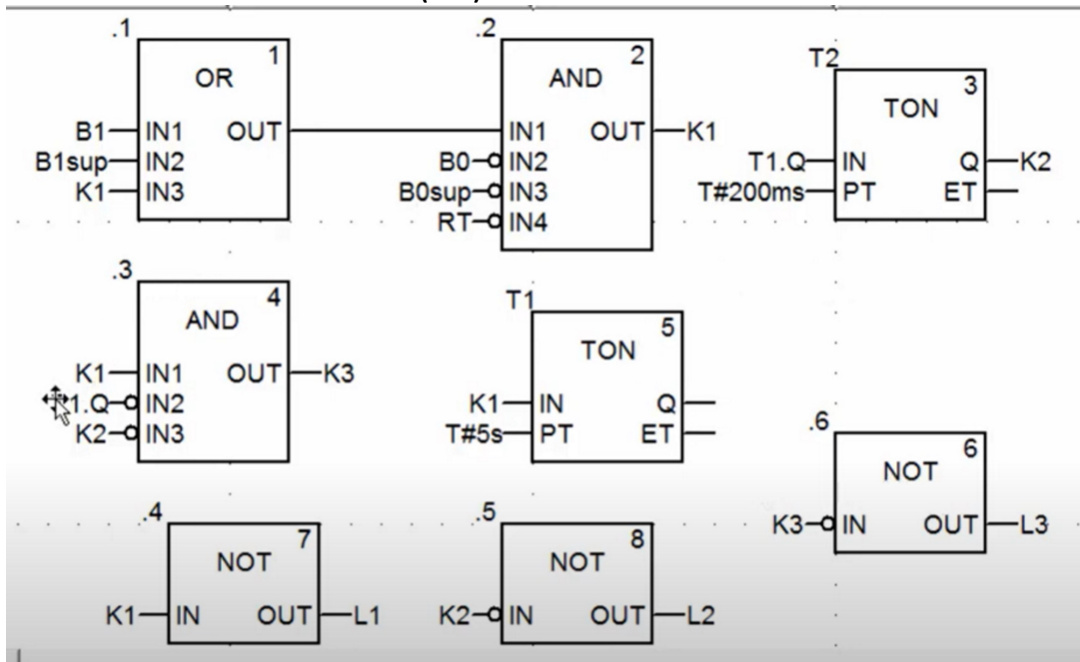 .1
1
OR
B1 IN1 OUT
B1sup IN2
K1 IN3
.2
2
AND
IN1 OUT K1
B0 IN2
B0sup IN3
RT IN4
T2
3
TON
T1.Q IN Q K2
T#200ms PT ET
.3
4
AND
K1 IN1 OUT K3
1.Q IN2
K2 IN3
T1
5
TON
K1 IN Q
T#5s PT ET
.6
6
NOT
K3 IN OUT L3
.4
7
NOT
K1 IN OUT L1
.5
8
NOT
K2 IN OUT L2